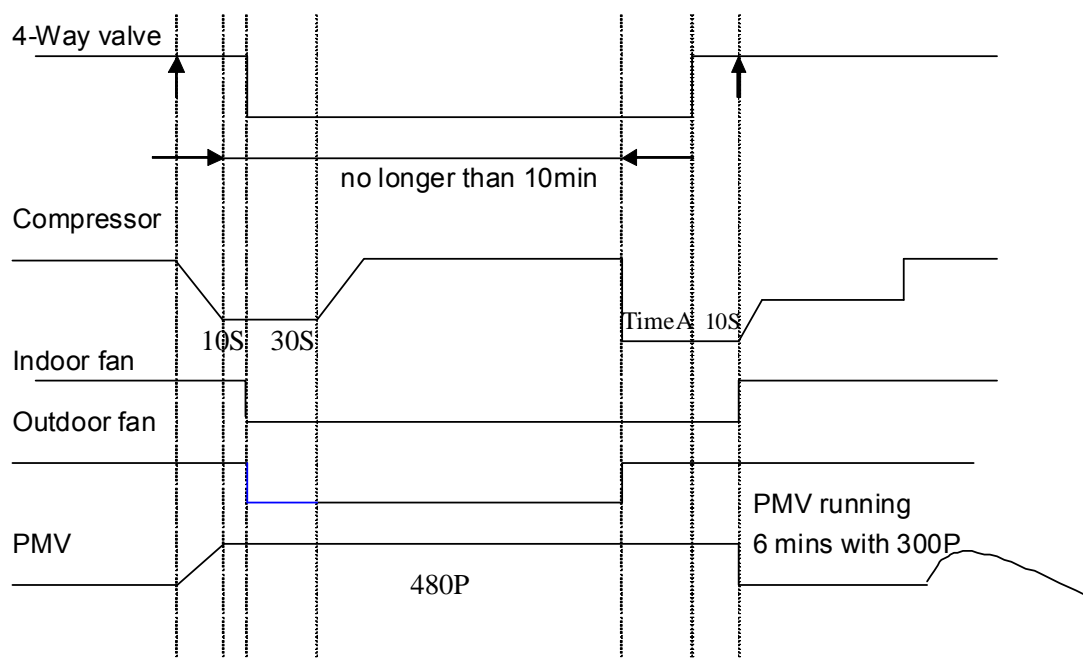 4-Way valve
no longer than 10min
Compressor
TimeA 10S
10S 30S
Indoor fan
Outdoor fan
PMV running
PMV
6 mins with 300P
480P